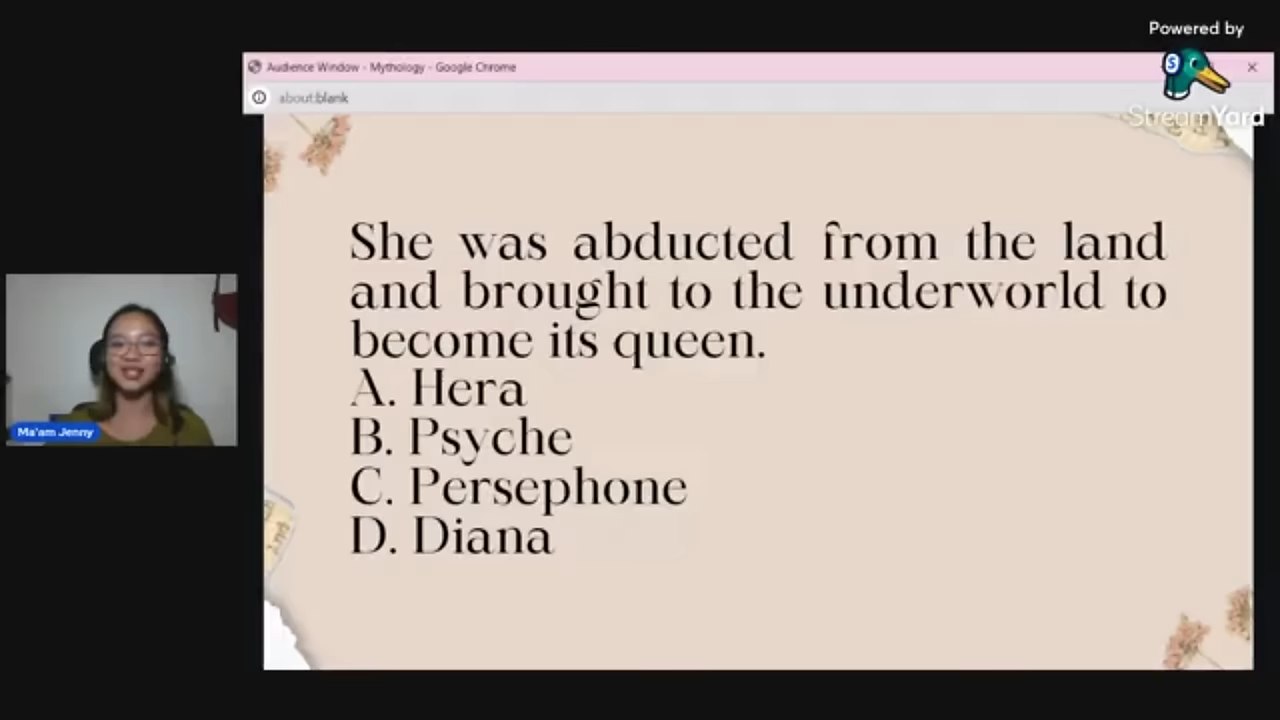 Powered by
StreamYard
Audience Window - Mythology - Google Chrome
about:blank
She was abducted from the land
and brought to the underworld to
become its queen.
A. Hera
B. Psyche
C. Persephone
D. Diana
Ma'am Jenny